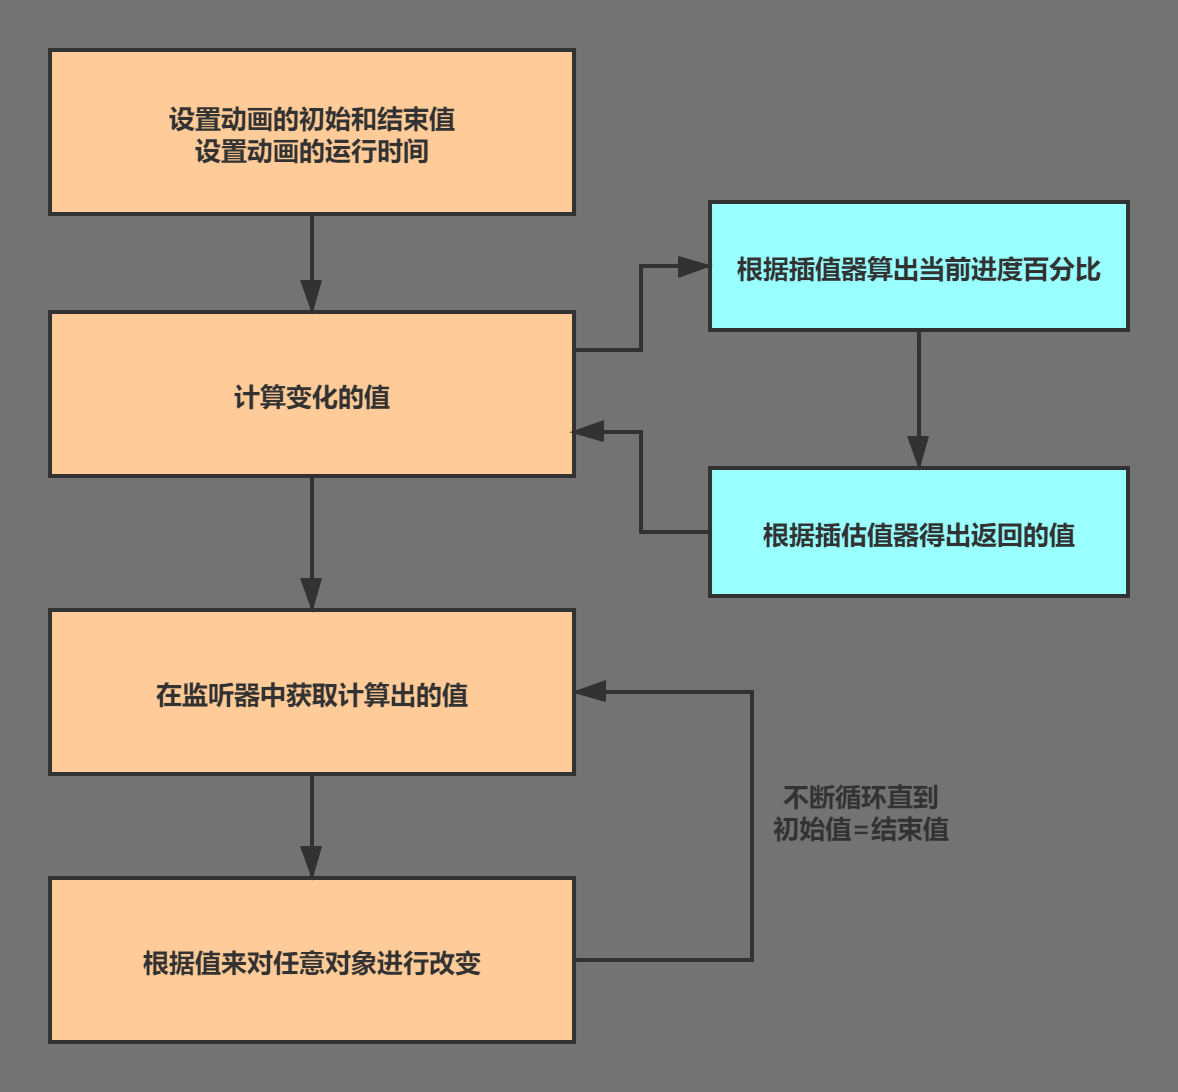 设置动画的初始和结束值
设置动画的运行时间
根据插值器算出当前进度百分比
计算变化的值
根据插估值器得出返回的值
在监听器中获取计算出的值
不断循环直到
初始值=结束值
根据值来对任意对象进行改变